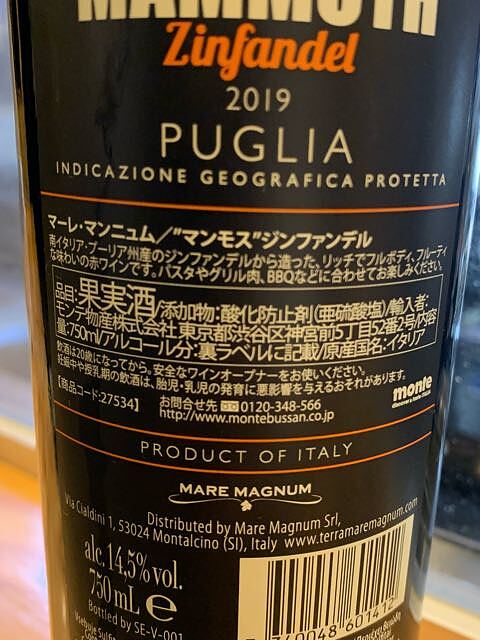 MAMMOTH
Zinfandel
2019
PUGLIA
INDICAZIONE GEOGRAFICA PROTETTA
マーレ・マンニュム／"マンモス"ジンファンデル
南イタリア・プーリア州産のジンファンデルから造った、リッチでフルボディ、フルーティ
な味わいの赤ワインです。パスタやグリル肉、BBQなどに合わせてお楽しみください。
品目:果実酒/添加物:酸化防止剤(亜硫酸塩)/輸入者:
モンテ物産株式会社 東京都渋谷区神宮前5丁目52番2号/内容
量:750ml/アルコール分:裏ラベルに記載/原産国名:イタリア
飲酒は20歳になってから。安全なワインオープナーをお使いください。
妊娠中や授乳期の飲酒は、胎児・乳児の発育に悪影響を与えるおそれがあります。
【商品コード:27534】 お問合せ先 0120-348-566
http://www.montebussan.co.jp
monte
discover a better ITALIA
PRODUCT OF ITALY
MARE MAGNUM
Distributed by Mare Magnum Srl,
Via Cialdini 1, 53024 Montalcino (SI), Italy www.terramaremagnum.com
alc. 14,5% vol.
750 mL e
Bottled by SE-V-001
340048 601412